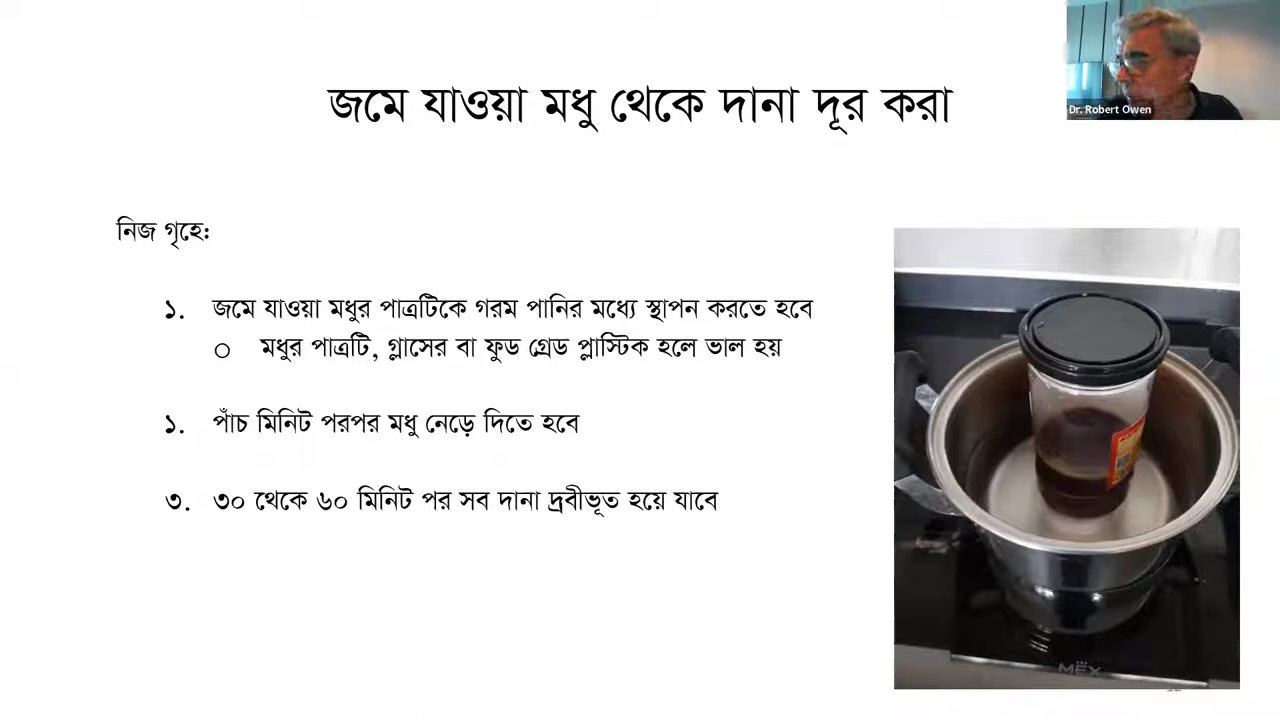 Dr. Robert Owen
জমে যাওয়া মধু থেকে দানা দূর করা
নিজ গৃহে:
১. জমে যাওয়া মধুর পাত্রটিকে গরম পানির মধ্যে স্থাপন করতে হবে
○ মধুর পাত্রটি, গ্লাসের বা ফুড গ্রেড প্লাস্টিক হলে ভাল হয়
১. পাঁচ মিনিট পরপর মধু নেড়ে দিতে হবে
৩. ৩০ থেকে ৬০ মিনিট পর সব দানা দ্রবীভূত হয়ে যাবে
MËX